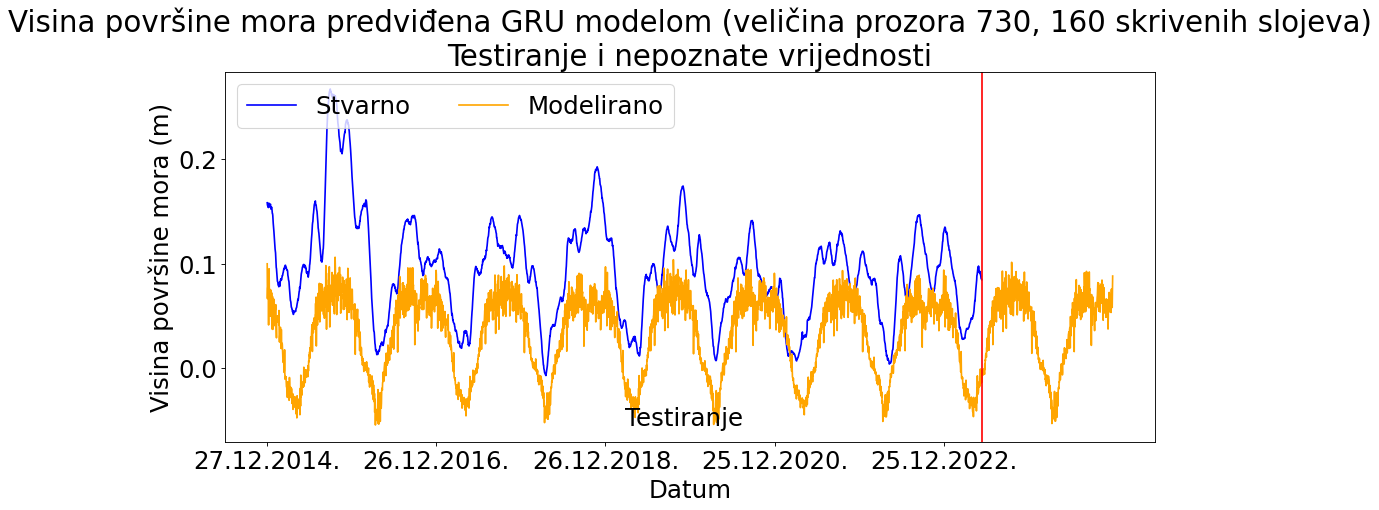 Visina površine mora predviđena GRU modelom (veličina prozora 730, 160 skrivenih slojeva)
Testiranje i nepoznate vrijednosti
Stvarno Modelirano
Visina površine mora (m)
0.2
0.1
0.0
Testiranje
27.12.2014. 26.12.2016. 26.12.2018. 25.12.2020. 25.12.2022.
Datum